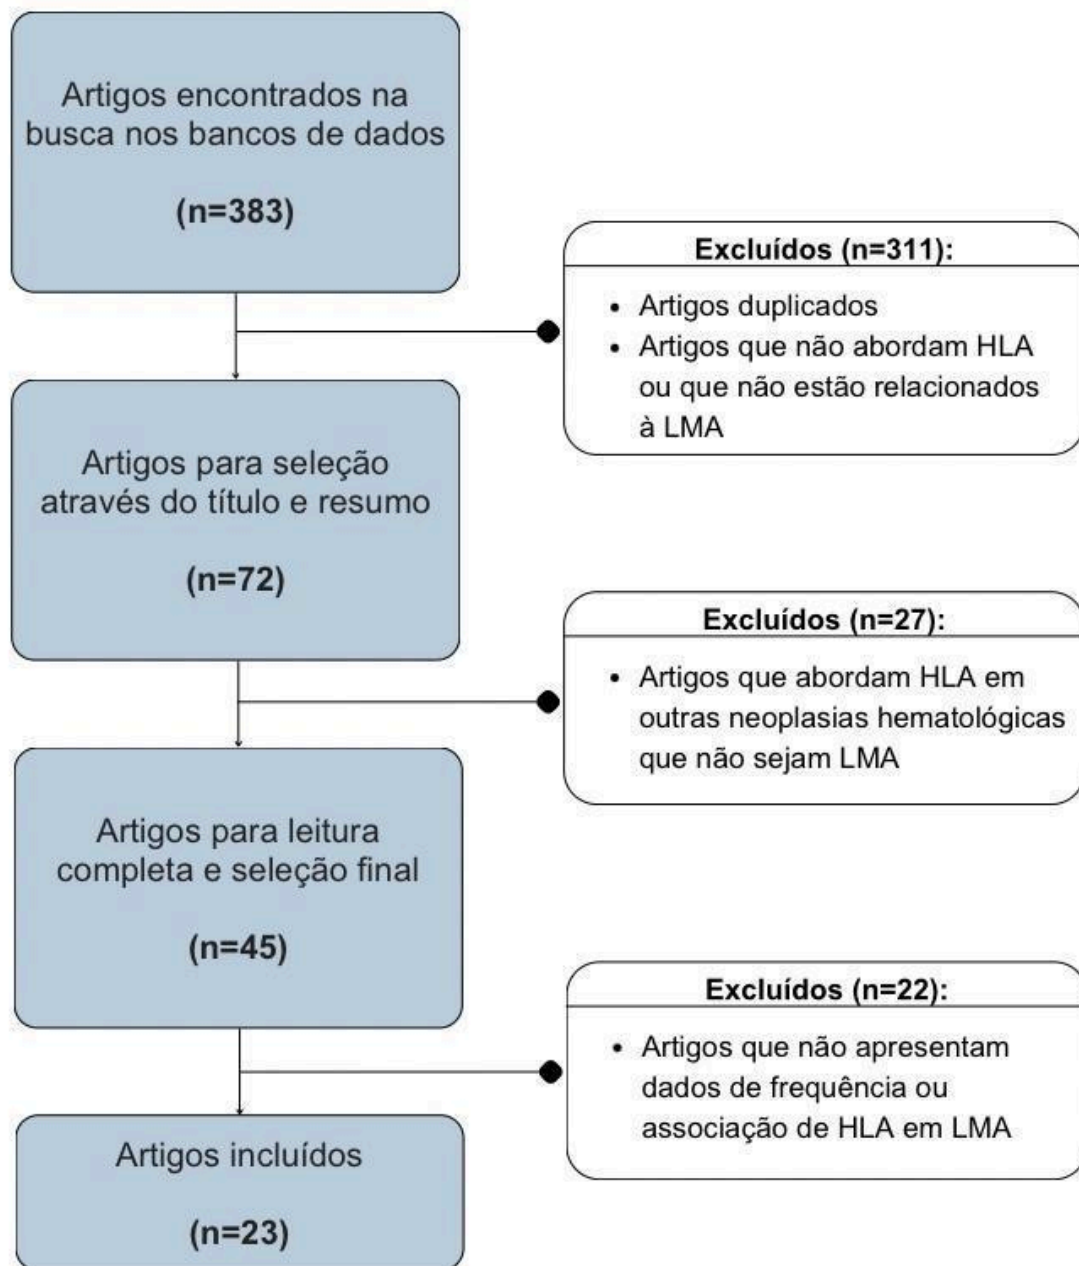 Artigos encontrados na
busca nos bancos de dados
(n=383)
Excluídos (n=311):
• Artigos duplicados
• Artigos que não abordam HLA
ou que não estão relacionados
à LMA
Artigos para seleção
através do título e resumo
(n=72)
Excluídos (n=27):
• Artigos que abordam HLA em
outras neoplasias hematológicas
que não sejam LMA
Artigos para leitura
completa e seleção final
(n=45)
Excluídos (n=22):
• Artigos que não apresentam
dados de frequência ou
associação de HLA em LMA
Artigos incluídos
(n=23)